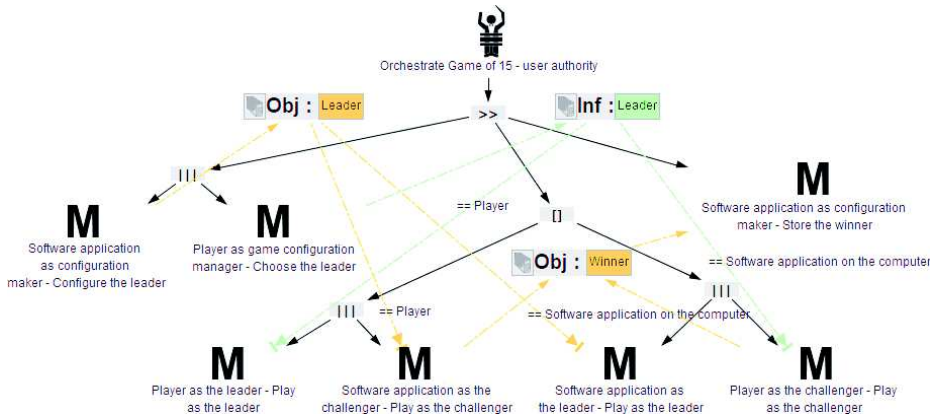 Orchestrate Game of 15 - user authority
Obj : Leader
Inf : Leader
>>
|||
M
Software application
as configuration
maker - Configure the leader
M
Player as game configuration
manager - Choose the leader
== Player
[]
M
Software application as configuration
maker - Store the winner
Obj : Winner
== Software application on the computer
|||
== Player
== Software application on the computer
|||
M
Player as the leader - Play
as the leader
M
Software application as the
challenger - Play as the challenger
M
Software application as
the leader - Play as the leader
M
Player as the challenger - Play
as the challenger